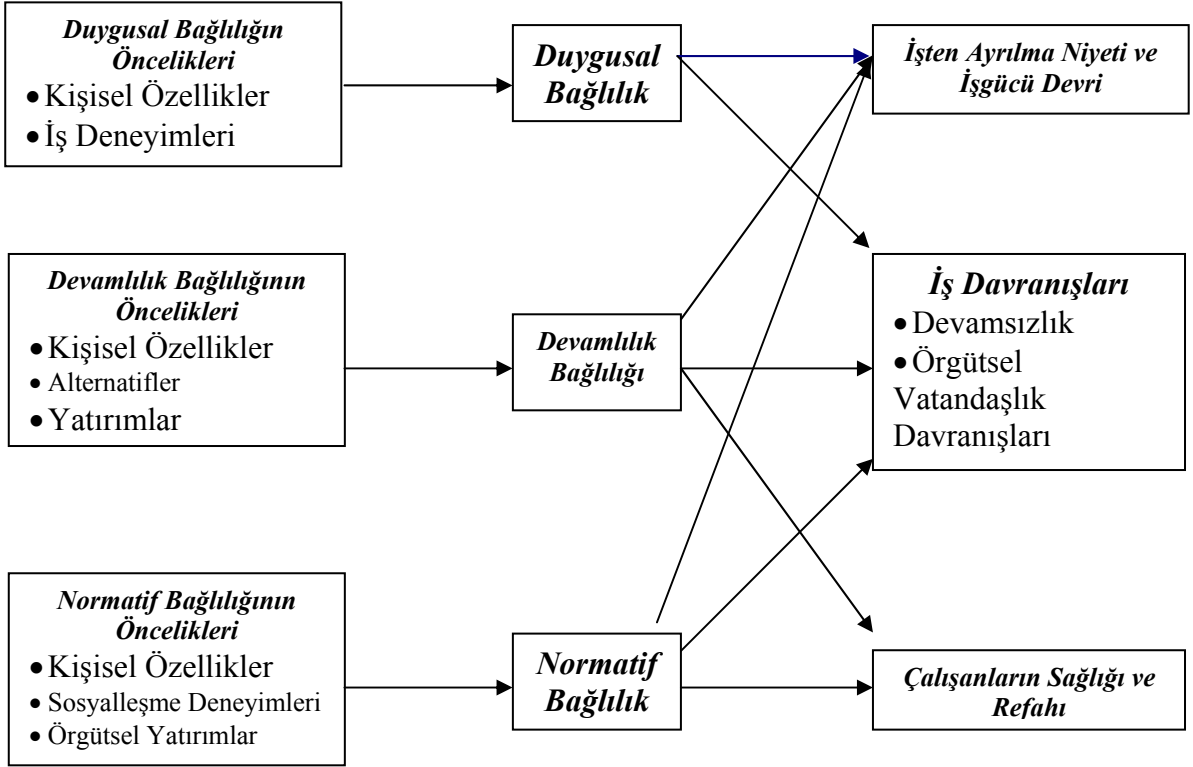 Duygusal Bağlılığın
Öncelikleri
• Kişisel Özellikler
• İş Deneyimleri
Duygusal
Bağlılık
İşten Ayrılma Niyeti ve
İşgücü Devri
Devamlılık Bağlılığının
Öncelikleri
• Kişisel Özellikler
• Alternatifler
• Yatırımlar
Devamlılık
Bağlılığı
İş Davranışları
• Devamsızlık
• Örgütsel
Vatandaşlık
Davranışları
Normatif Bağlılığının
Öncelikleri
• Kişisel Özellikler
• Sosyalleşme Deneyimleri
• Örgütsel Yatırımlar
Normatif
Bağlılık
Çalışanların Sağlığı ve
Refahı